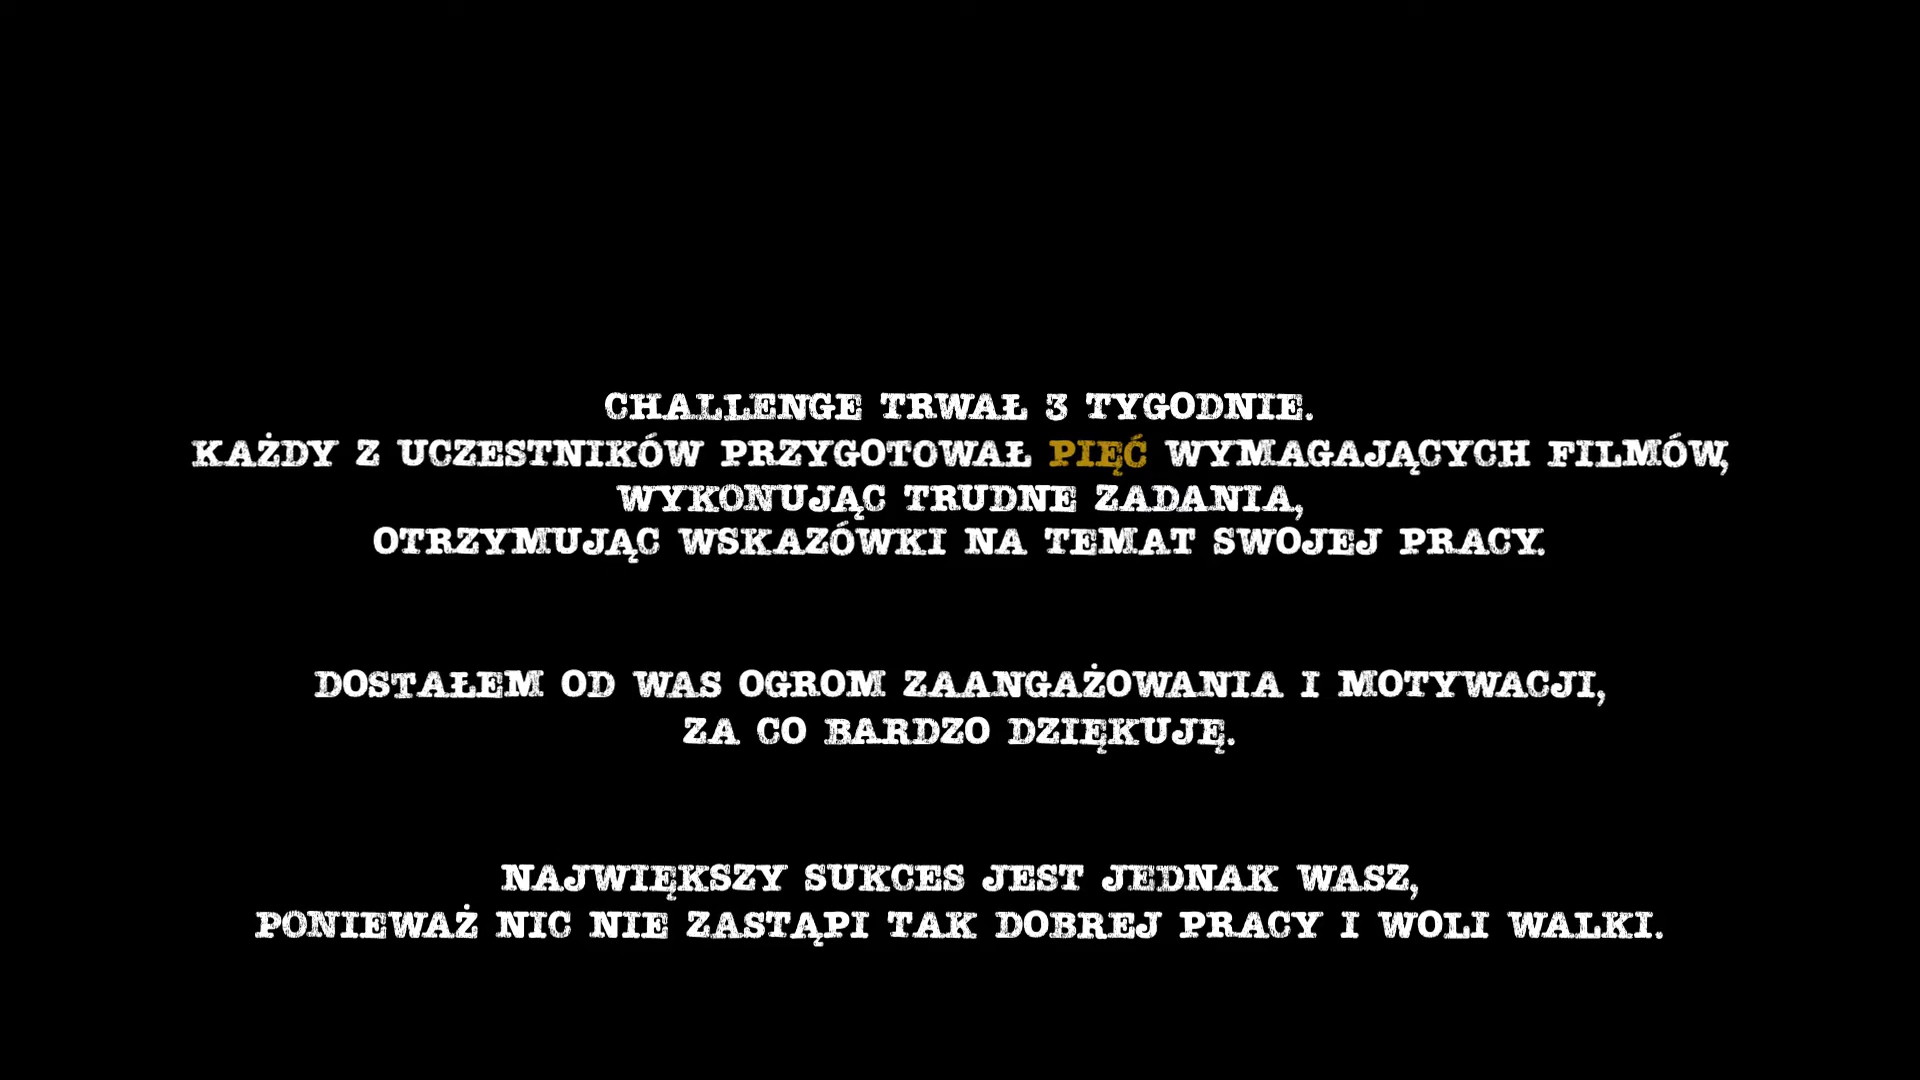 CHALLENGE TRWAŁ 3 TYGODNIE.
KAŻDY Z UCZESTNIKÓW PRZYGOTOWAŁ PIĘĆ WYMAGAJĄCYCH FILMÓW,
WYKONUJĄC TRUDNE ZADANIA,
OTRZYMUJĄC WSKAZÓWKI NA TEMAT SWOJEJ PRACY.
DOSTAŁEM OD WAS OGROM ZAANGAŻOWANIA I MOTYWACJI,
ZA CO BARDZO DZIĘKUJĘ.
NAJWIĘKSZY SUKCES JEST JEDNAK WASZ,
PONIEWAŻ NIC NIE ZASTĄPI TAK DOBREJ PRACY I WOLI WALKI.